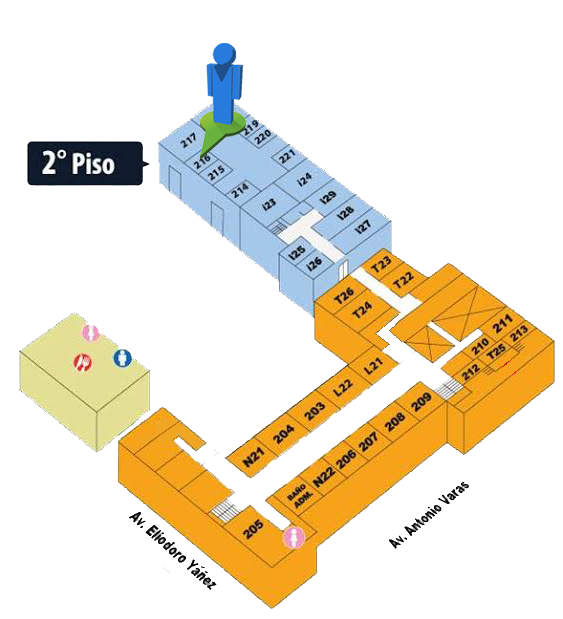 219
217
220
216
221
2° Piso
215
I24
214
I29
I23
I28
I27
I25
I26
T23
T22
T26
T24
211
213
210
T25
L21
212
L22
209
203
208
204
207
N21
206
N22
BAÑO
ADM.
205
Av. Antonio Varas
Av. Eliodoro Yáñez